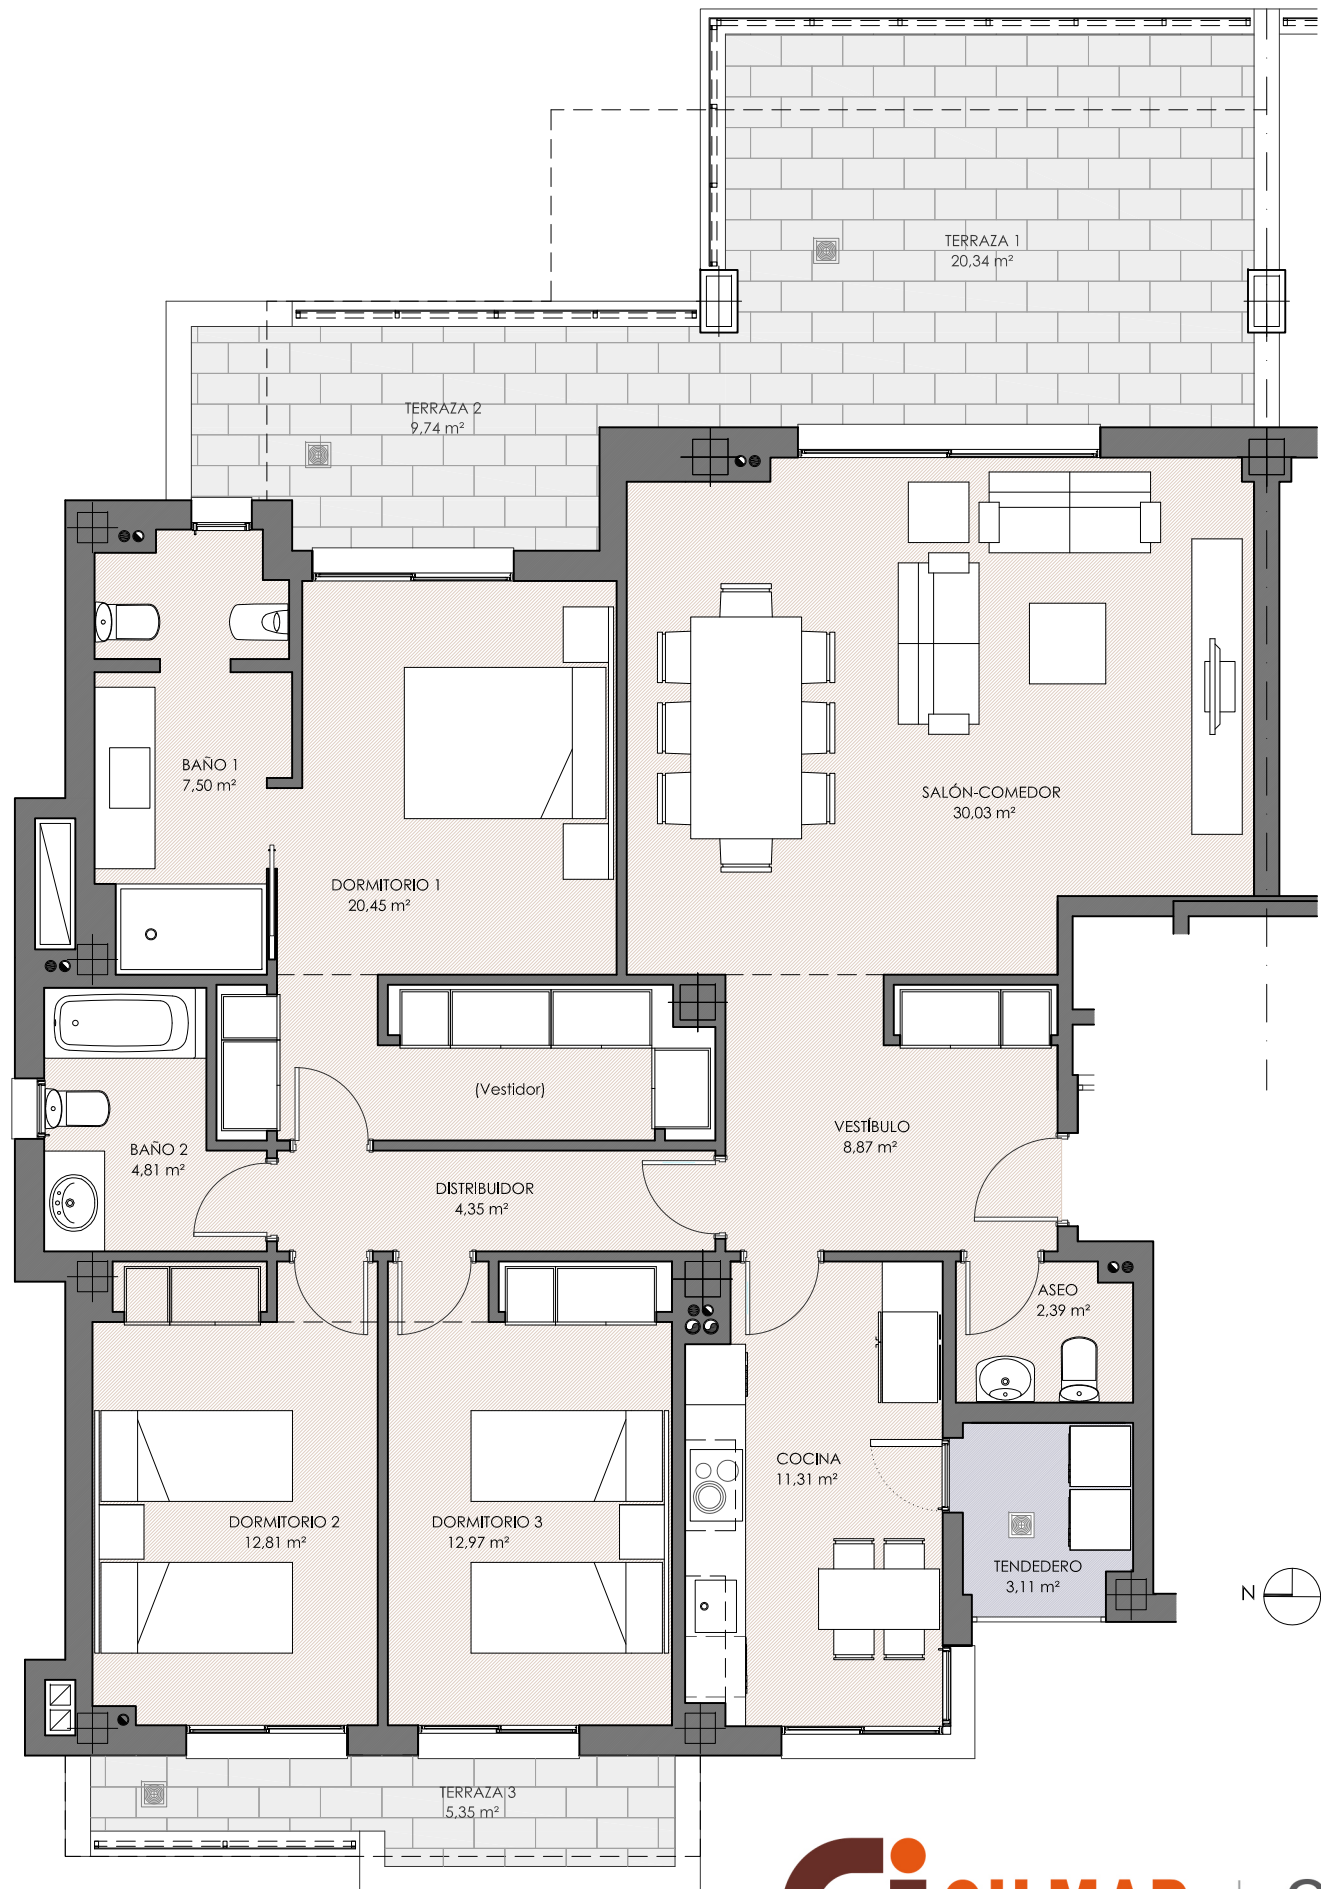 TERRAZA 1
20,34 m²
TERRAZA 2
9,74 m²
BAÑO 1
7,50 m²
SALÓN-COMEDOR
30,03 m²
DORMITORIO 1
20,45 m²
(Vestidor)
VESTÍBULO
8,87 m²
BAÑO 2
4,81 m²
DISTRIBUIDOR
4,35 m²
ASEO
2,39 m²
COCINA
11,31 m²
DORMITORIO 2
12,81 m²
DORMITORIO 3
12,97 m²
TENDEDERO
3,11 m²
N
TERRAZA 3
5,35 m²
GILMAR